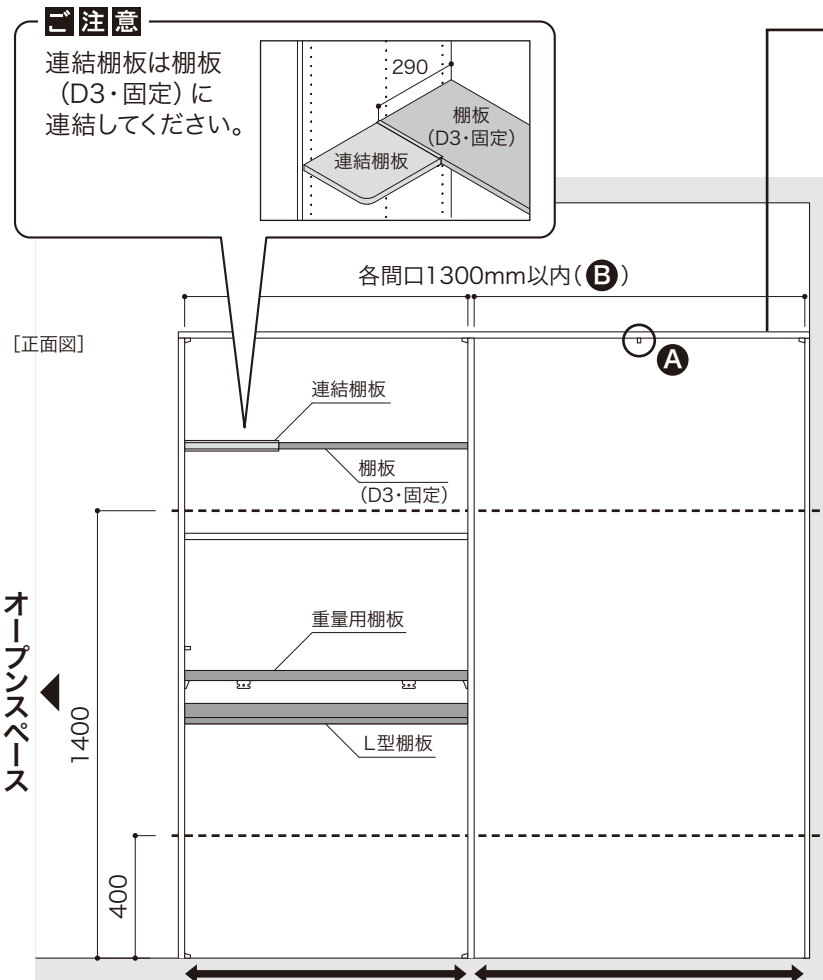 ご注意
連結棚板は棚板
（D3・固定）に
連結してください。
290
棚板
（D3・固定）
連結棚板
各間口1300mm以内（B）
［正面図］
A
連結棚板
棚板
（D3・固定）
重量用棚板
L型棚板
オープンスペース
1400
400